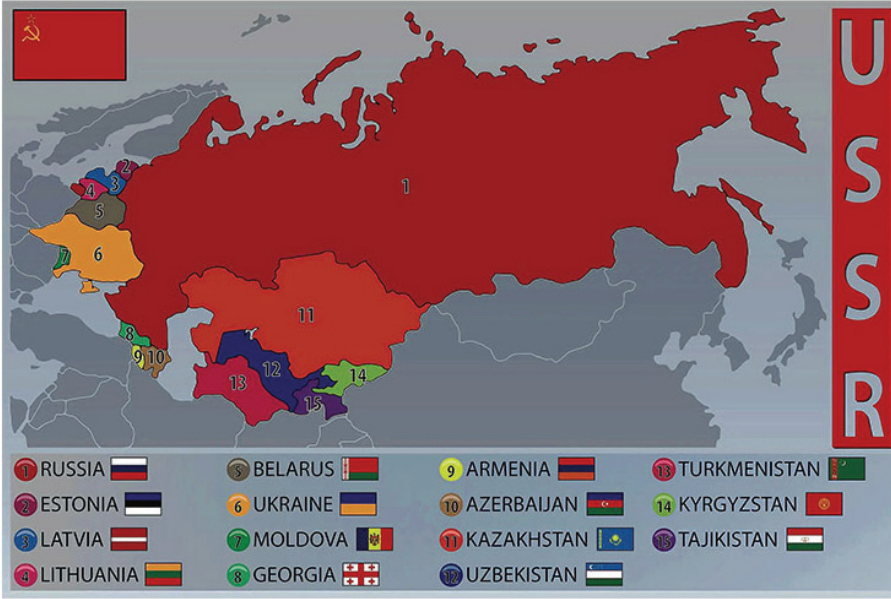 USSR
2
4
3
1
5
6
7
11
8
9
10
12
13
14
15
1 RUSSIA
2 ESTONIA
3 LATVIA
4 LITHUANIA
5 BELARUS
6 UKRAINE
7 MOLDOVA
8 GEORGIA
9 ARMENIA
10 AZERBAIJAN
11 KAZAKHSTAN
12 UZBEKISTAN
13 TURKMENISTAN
14 KYRGYZSTAN
15 TAJIKISTAN